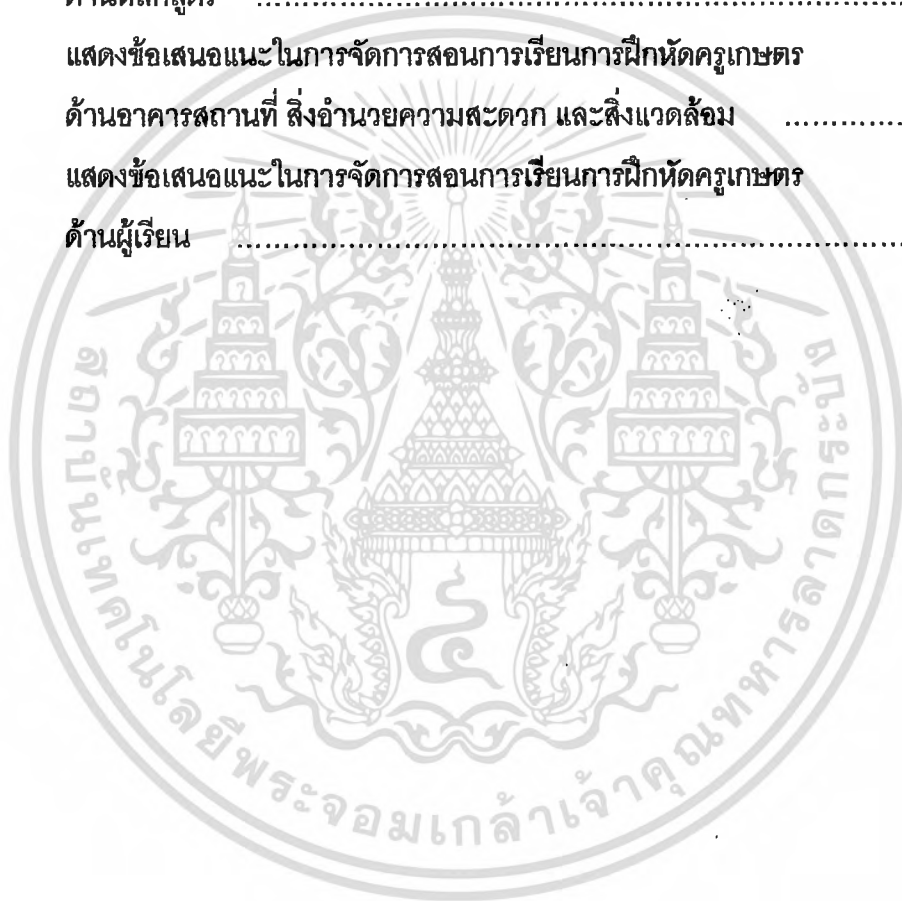 แสดงข้อเสนอแนะในการจัดการสอนการเรียนการฝึกหัดครูเกษตร
ด้านอาคารสถานที่ สิ่งอำนวยความสะดวก และสิ่งแวดล้อม ..............
แสดงข้อเสนอแนะในการจัดการสอนการเรียนการฝึกหัดครูเกษตร
ด้านผู้เรียน ..............................................................................
สถาบันเทคโนโลยีพระจอมเกล้าเจ้าคุณทหารลาดกระบัง